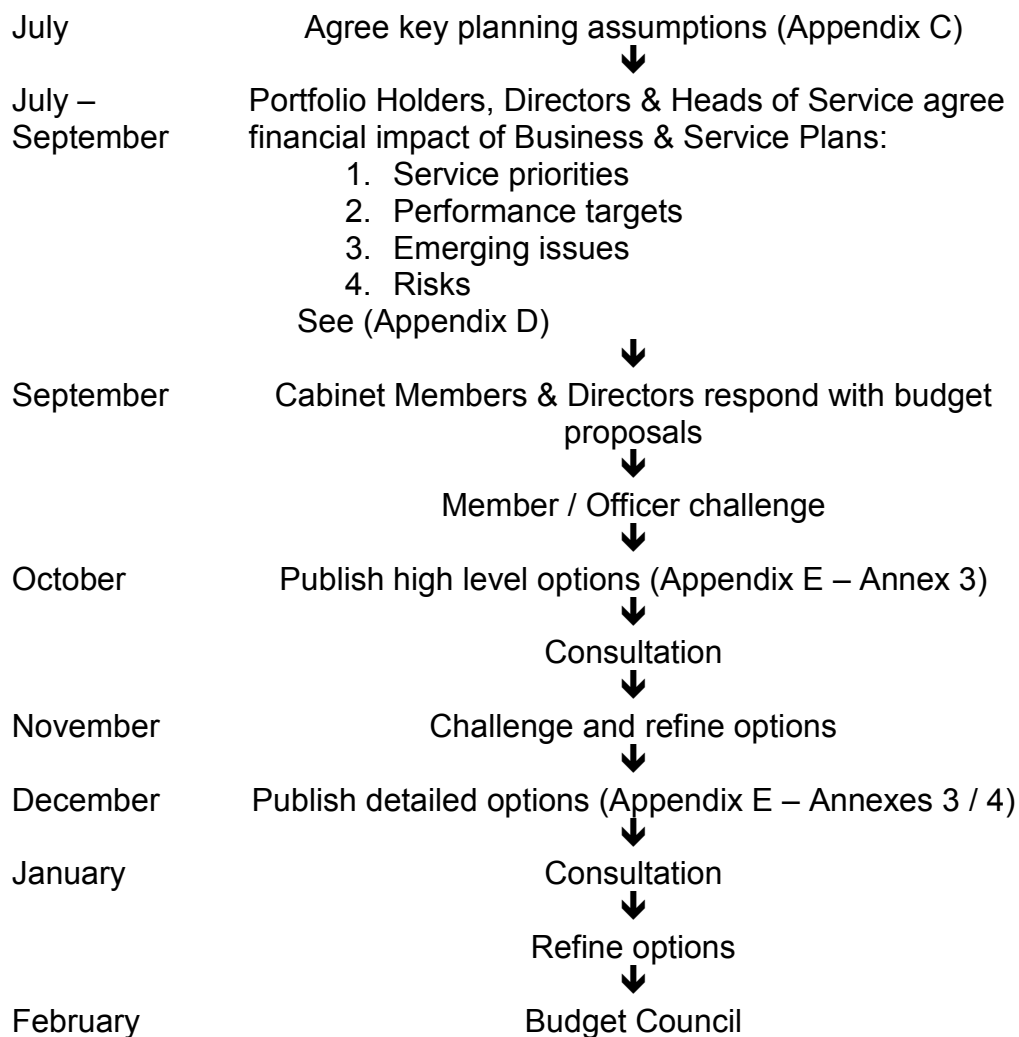 July Agree key planning assumptions (Appendix C)
July – Portfolio Holders, Directors & Heads of Service agree
September financial impact of Business & Service Plans:
1. Service priorities
2. Performance targets
3. Emerging issues
4. Risks
See (Appendix D)
September Cabinet Members & Directors respond with budget
proposals
Member / Officer challenge
October Publish high level options (Appendix E – Annex 3)
Consultation
November Challenge and refine options
December Publish detailed options (Appendix E – Annexes 3 / 4)
January Consultation
Refine options
February Budget Council